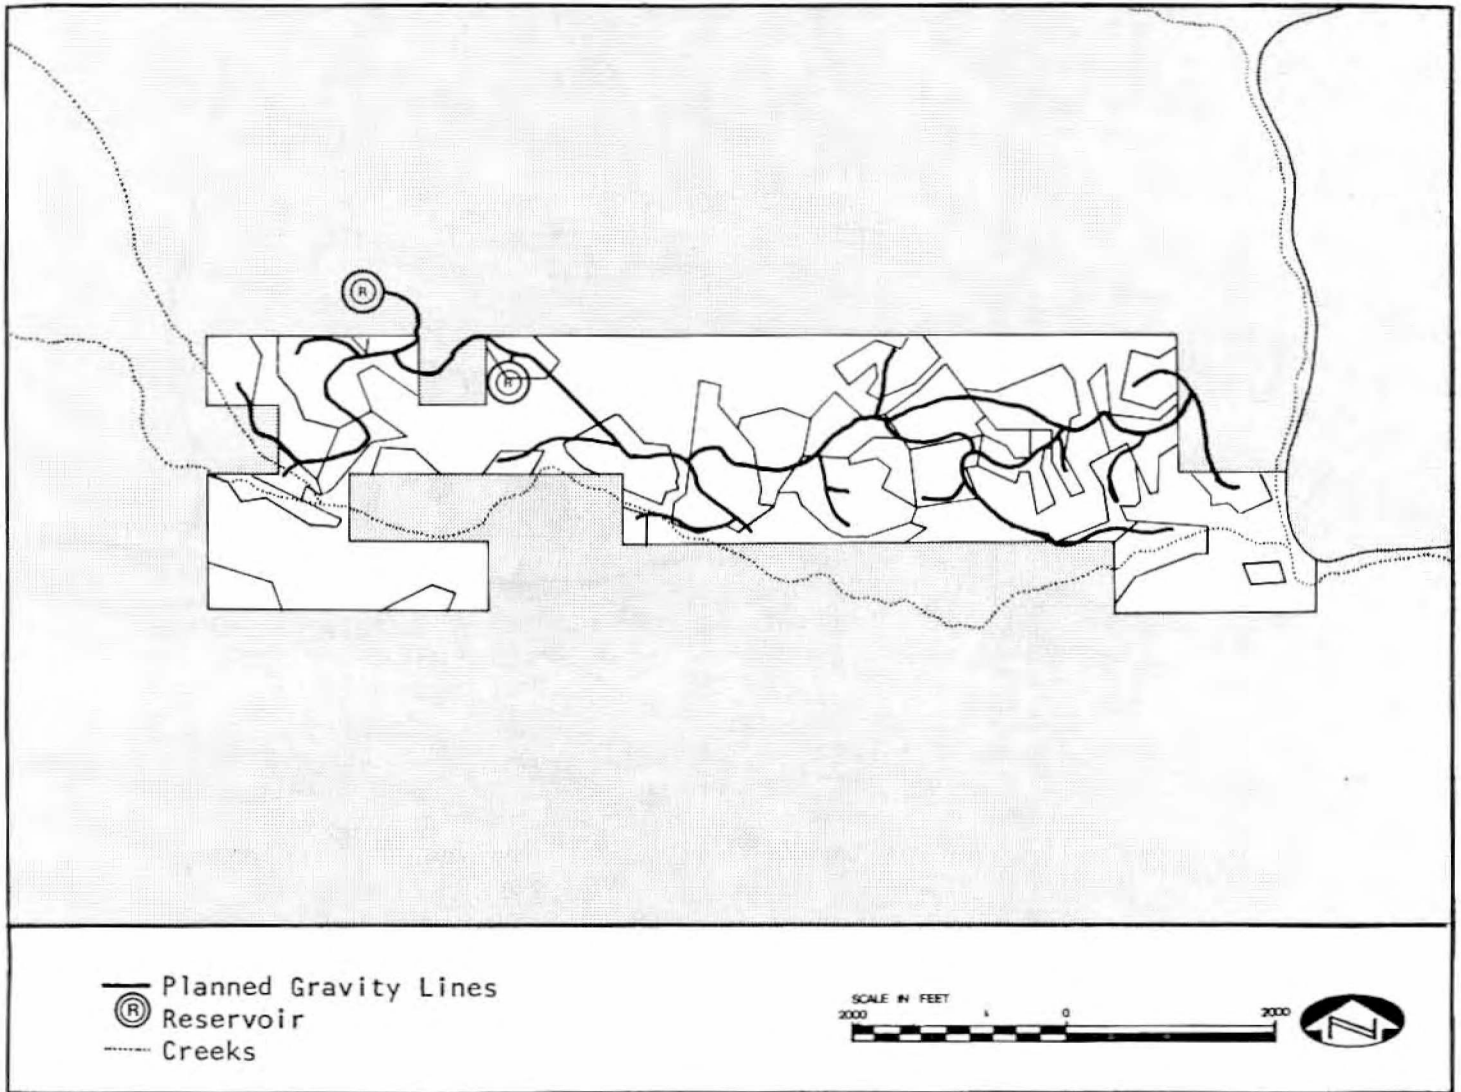 R
R
Planned Gravity Lines
R
Reservoir
Creeks
SCALE IN FEET
2000 0 2000
N